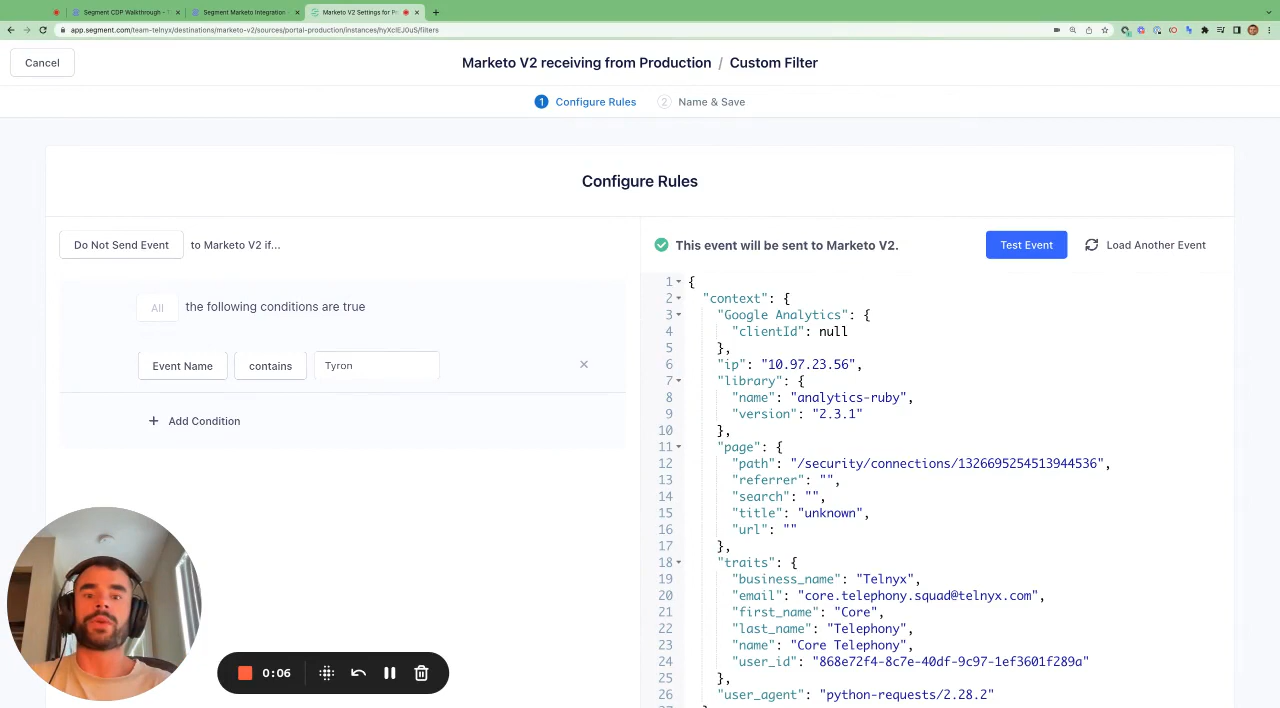 Segment CDP Walkthrough - T
Segment Marketo Integration -
Marketo V2 Settings for Pr
app.segment.com/team-telnyx/destinations/marketo-v2/sources/portal-production/instances/hyXcIEJ0uS/filters
Cancel
Marketo V2 receiving from Production / Custom Filter
1 Configure Rules
2 Name & Save
Configure Rules
Do Not Send Event to Marketo V2 if...
All the following conditions are true
Event Name contains Tyron
+ Add Condition
This event will be sent to Marketo V2.
Test Event
Load Another Event
1 {
2 "context": {
3 "Google Analytics": {
4 "clientId": null
5 },
6 "ip": "10.97.23.56",
7 "library": {
8 "name": "analytics-ruby",
9 "version": "2.3.1"
10 },
11 "page": {
12 "path": "/security/connections/1326695254513944536",
13 "referrer": "",
14 "search": "",
15 "title": "unknown",
16 "url": ""
17 },
18 "traits": {
19 "business_name": "Telnyx",
20 "email": "core.telephony.squad@telnyx.com",
21 "first_name": "Core",
22 "last_name": "Telephony",
23 "name": "Core Telephony",
24 "user_id": "868e72f4-8c7e-40df-9c97-1ef3601f289a"
25 },
26 "user_agent": "python-requests/2.28.2"
0:06